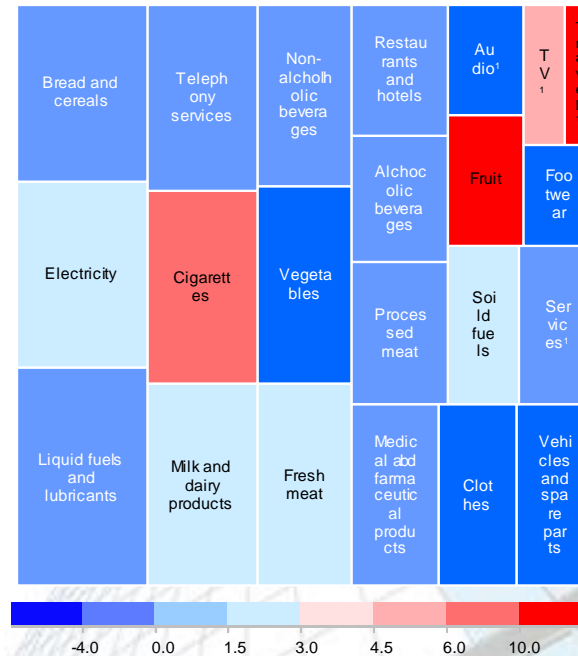 Bread and
cereals
Teleph
ony
services
Non-
alcholh
olic
bevera
ges
Restau
rants
and
hotels
Au
dio¹
T
V
¹
Alchoc
olic
bevera
ges
Fruit
Foo
twe
ar
Electricity
Cigarett
es
Vegeta
bles
Proces
sed
meat
Soi
ld
fue
ls
Ser
vic
es¹
Liquid fuels
and
lubricants
Milk and
dairy
products
Fresh
meat
Medic
al abd
farma
ceutic
al
produ
cts
Clot
hes
Vehi
cles
and
spa
re
par
ts
-4.0 0.0 1.5 3.0 4.5 6.0 10.0